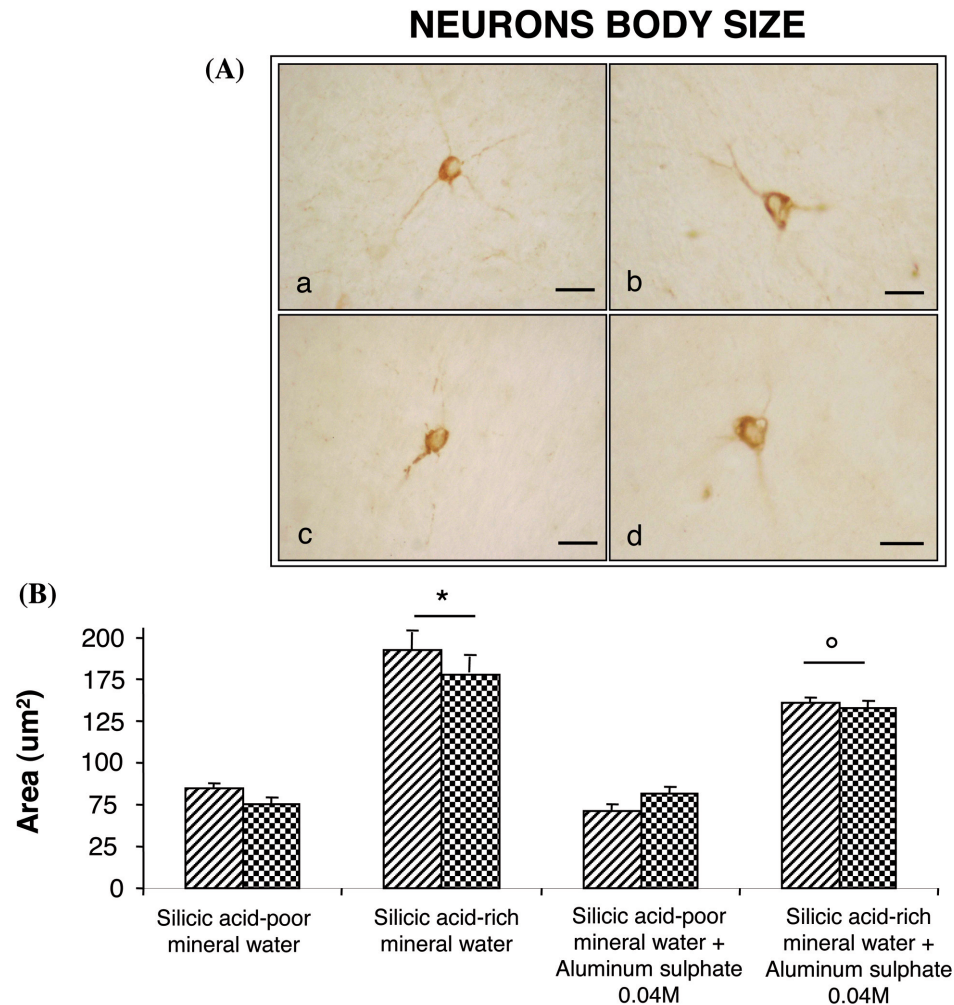 NEURONS BODY SIZE
(A)
a
b
c
d
(B)
Area (um²)
200
175
125
100
75
25
0
*
°
Silicic acid-poor
mineral water
Silicic acid-rich
mineral water
Silicic acid-poor
mineral water +
Aluminum sulphate
0.04M
Silicic acid-rich
mineral water +
Aluminum sulphate
0.04M